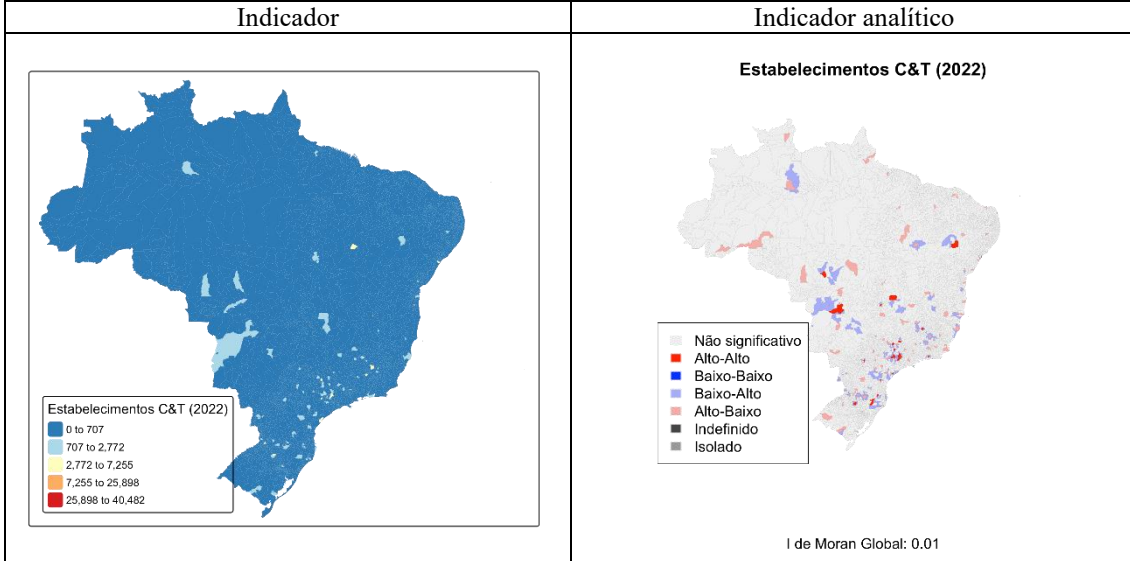 Indicador
Indicador analítico
Estabelecimentos C&T (2022)
0 to 707
707 to 2,772
2,772 to 7,255
7,255 to 25,898
25,898 to 40,482
Estabelecimentos C&T (2022)
Não significativo
Alto-Alto
Baixo-Baixo
Baixo-Alto
Alto-Baixo
Indefinido
Isolado
I de Moran Global: 0.01